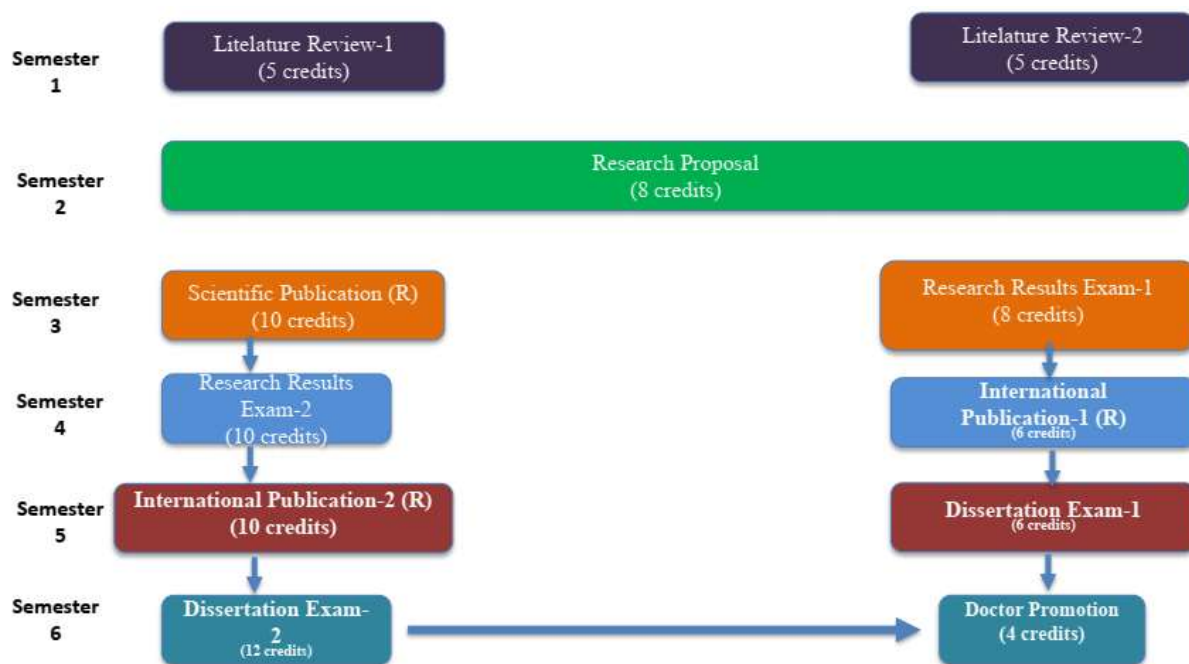 Semester
1
Litelature Review-1
(5 credits)
Litelature Review-2
(5 credits)
Semester
2
Research Proposal
(8 credits)
Semester
3
Scientific Publication (R)
(10 credits)
Research Results Exam-1
(8 credits)
Semester
4
Research Results
Exam-2
(10 credits)
International
Publication-1 (R)
(6 credits)
Semester
5
International Publication-2 (R)
(10 credits)
Dissertation Exam-1
(6 credits)
Semester
6
Dissertation Exam-
2
(12 credits)
Doctor Promotion
(4 credits)